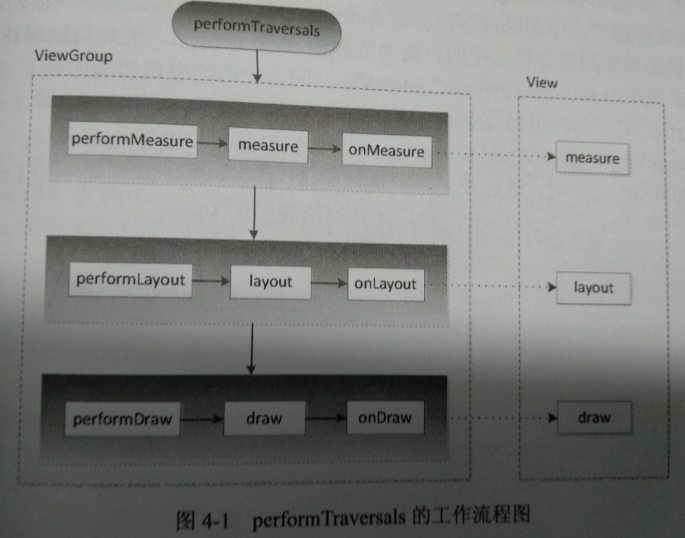 performTraversals
ViewGroup
View
performMeasure measure onMeasure measure
performLayout layout onLayout layout
performDraw draw onDraw draw
图 4-1 performTraversals 的工作流程图